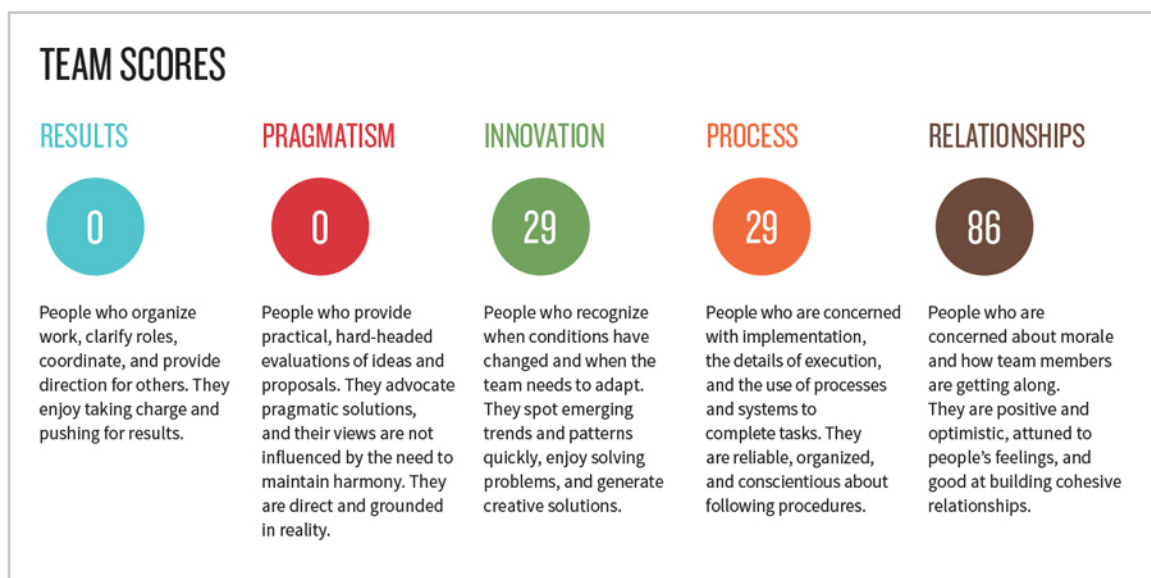 TEAM SCORES
RESULTS
0
People who organize
work, clarify roles,
coordinate, and provide
direction for others. They
enjoy taking charge and
pushing for results.
PRAGMATISM
0
People who provide
practical, hard-headed
evaluations of ideas and
proposals. They advocate
pragmatic solutions,
and their views are not
influenced by the need to
maintain harmony. They
are direct and grounded
in reality.
INNOVATION
29
People who recognize
when conditions have
changed and when the
team needs to adapt.
They spot emerging
trends and patterns
quickly, enjoy solving
problems, and generate
creative solutions.
PROCESS
29
People who are concerned
with implementation,
the details of execution,
and the use of processes
and systems to
complete tasks. They
are reliable, organized,
and conscientious about
following procedures.
RELATIONSHIPS
86
People who are
concerned about morale
and how team members
are getting along.
They are positive and
optimistic, attuned to
people's feelings, and
good at building cohesive
relationships.